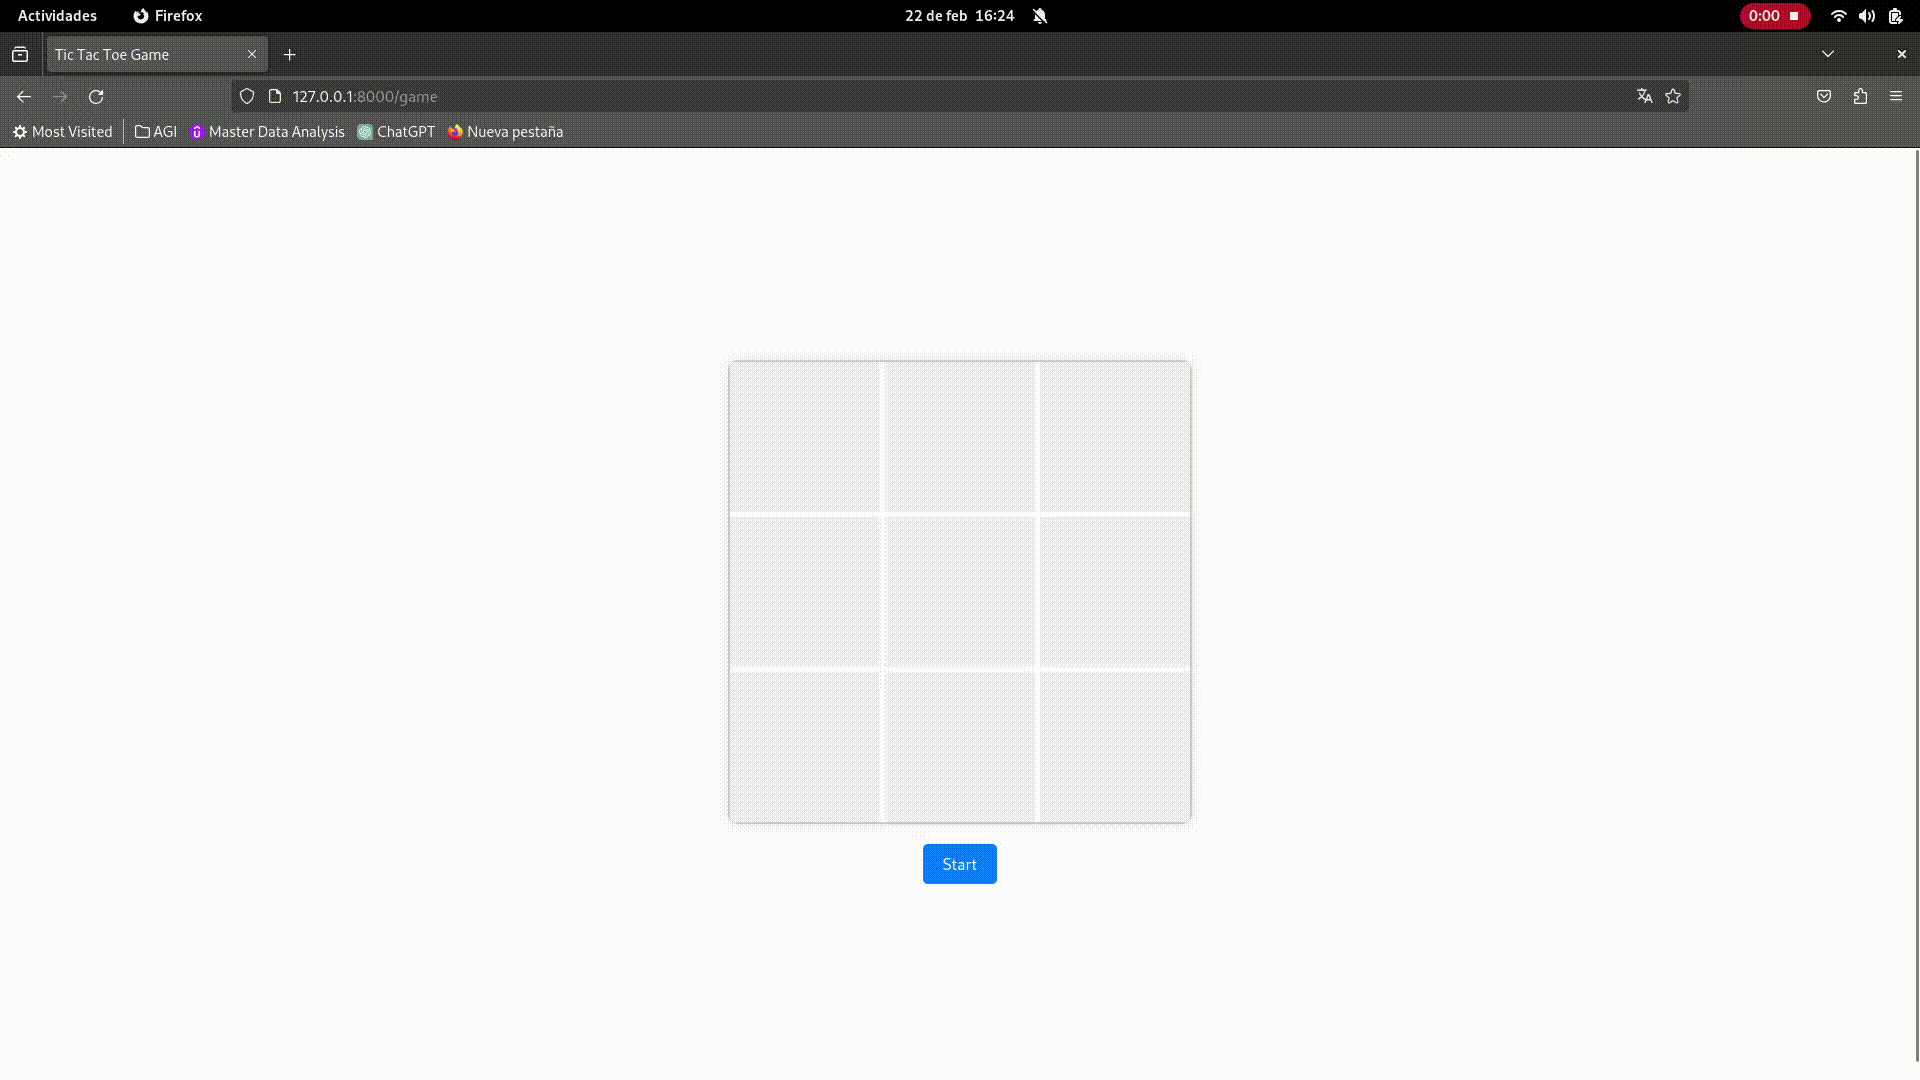 Actividades Firefox 22 de feb 16:24 0:00
Tic Tac Toe Game
127.0.0.1:8000/game
Most Visited AGI Master Data Analysis ChatGPT Nueva pestaña
Start